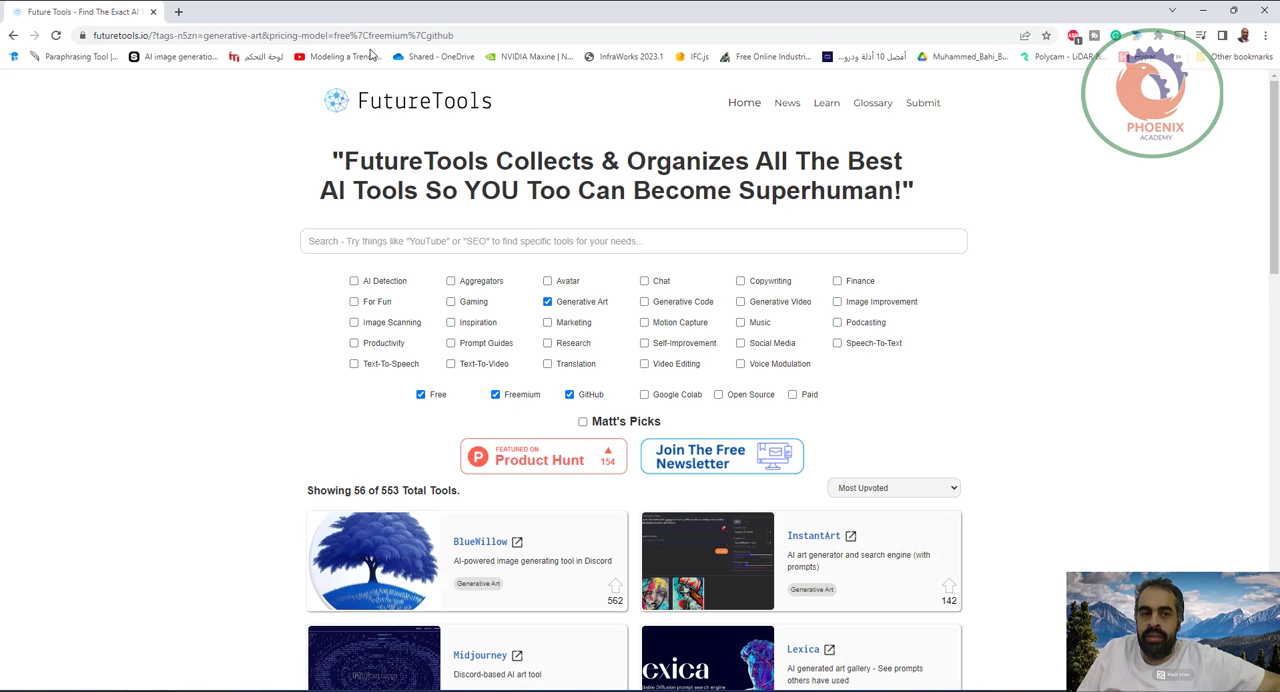 Future Tools - Find The Exact AI T
futuretools.io/?tags-n5zn=generative-art&pricing-model=free%7Cfreemium%7Cgithub
Paraphrasing Tool |...
AI image generatio...
لوحة التحكم
Modeling a Trend...
Shared - OneDrive
NVIDIA Maxine | N...
InfraWorks 2023.1
IFC.js
Free Online Industri...
أفضل 10 أدلة ودرو...
Muhammed_Bahi_B...
Polycam - LiDAR
Other bookmarks
PHOENIX
ACADEMY
FutureTools
Home
News
Learn
Glossary
Submit
"FutureTools Collects & Organizes All The Best
AI Tools So YOU Too Can Become Superhuman!"
Search - Try things like "YouTube" or "SEO" to find specific tools for your needs...
AI Detection
Aggregators
Avatar
Chat
Copywriting
Finance
For Fun
Gaming
Generative Art
Generative Code
Generative Video
Image Improvement
Image Scanning
Inspiration
Marketing
Motion Capture
Music
Podcasting
Productivity
Prompt Guides
Research
Self-Improvement
Social Media
Speech-To-Text
Text-To-Speech
Text-To-Video
Translation
Video Editing
Voice Modulation
Free
Freemium
GitHub
Google Colab
Open Source
Paid
Matt's Picks
P
FEATURED ON
Product Hunt
154
Join The Free
Newsletter
Showing 56 of 553 Total Tools.
Most Upvoted
BlueWillow
AI-powered image generating tool in Discord
Generative Art
562
InstantArt
AI art generator and search engine (with
prompts)
Generative Art
142
Midjourney
Discord-based AI art tool
exica
Lexica
AI generated art gallery - See prompts
others have used